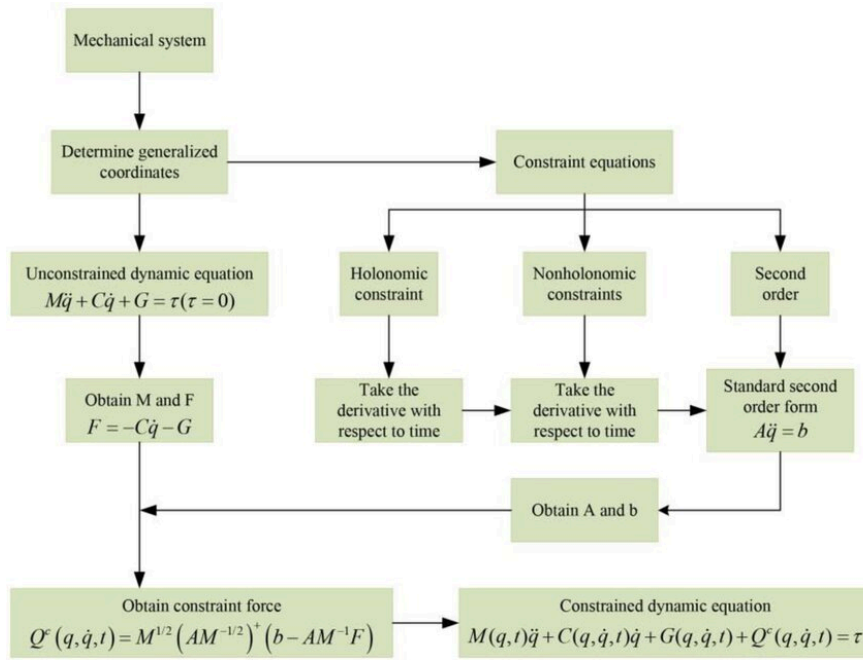 Mechanical system
Determine generalized
coordinates
Constraint equations
Unconstrained dynamic equation
Mq̈ + Cq̇ + G = τ(τ = 0)
Holonomic
constraint
Nonholonomic
constraints
Second
order
Obtain M and F
F = −Cq̇ − G
Take the
derivative with
respect to time
Take the
derivative with
respect to time
Standard second
order form
Aq̈ = b
Obtain A and b
Obtain constraint force
Qᶜ(q, q̇, t) = M^{1/2}(AM^{−1/2})^{+}(b − AM^{−1}F)
Constrained dynamic equation
M(q,t)q̈ + C(q,q̇,t)q̇ + G(q,q̇,t) + Qᶜ(q,q̇,t) = τ